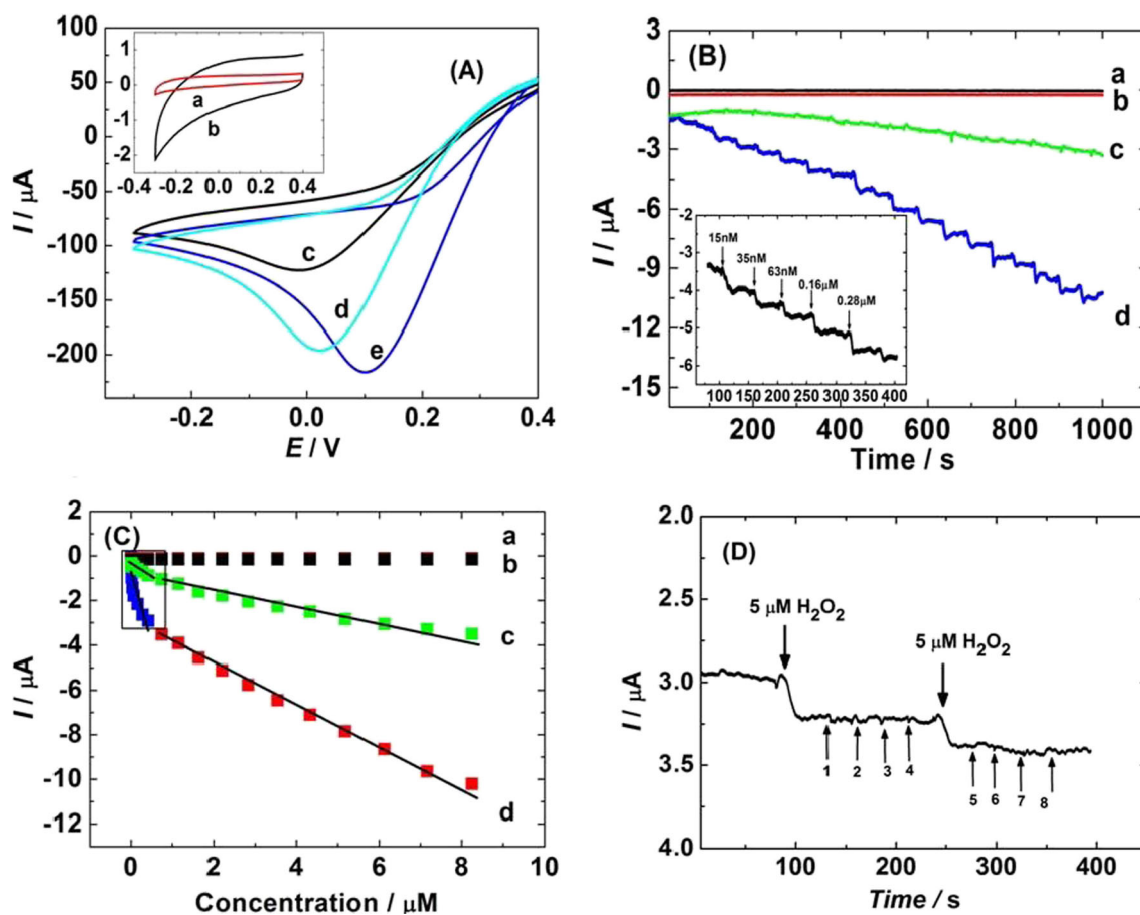 100
50
0
-50
-100
-150
-200
I / μA
-0.2
0.0
0.2
0.4
E / V
(A)
1
0
-1
-2
-0.4
-0.2
0.0
0.2
0.4
a
b
c
d
e
(B)
0
-3
-6
-9
-12
-15
I / μA
200
400
600
800
1000
Time / s
a
b
c
d
-2
-3
-4
-5
-6
100 150 200 250 300 350 400
15nM
35nM
63nM
0.16μM
0.28μM
(C)
2
0
-2
-4
-6
-8
-10
-12
I / μA
0
2
4
6
8
10
Concentration / μM
a
b
c
d
(D)
2.0
2.5
3.0
3.5
4.0
I / μA
100
200
300
400
Time / s
5 μM H₂O₂
5 μM H₂O₂
1
2
3
4
5
6
7
8